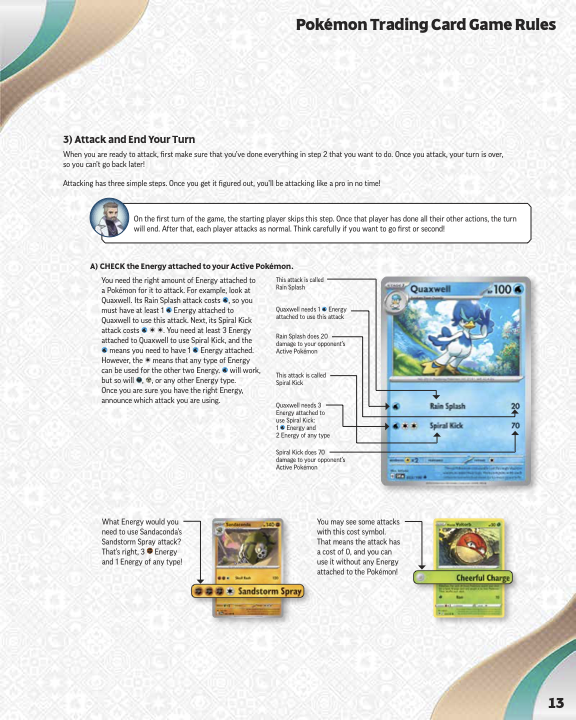 Pokémon Trading Card Game Rules
3) Attack and End Your Turn
When you are ready to attack, first make sure that you've done everything in step 2 that you want to do. Once you attack, your turn is over,
so you can't go back later!
Attacking has three simple steps. Once you get it figured out, you'll be attacking like a pro in no time!
On the first turn of the game, the starting player skips this step. Once that player has done all their other actions, the turn
will end. After that, each player attacks as normal. Think carefully if you want to go first or second!
A) CHECK the Energy attached to your Active Pokémon.
You need the right amount of Energy attached to
a Pokémon for it to attack. For example, look at
Quaxwell. Its Rain Splash attack costs , so you
must have at least 1 Energy attached to
Quaxwell to use this attack. Next, its Spiral Kick
attack costs . You need at least 3 Energy
attached to Quaxwell to use Spiral Kick, and the
means you need to have 1 Energy attached.
However, the means that any type of Energy
can be used for the other two Energy. will work,
but so will , , or any other Energy type.
Once you are sure you have the right Energy,
announce which attack you are using.
This attack is called
Rain Splash
Quaxwell needs 1 Energy
attached to use this attack
Rain Splash does 20
damage to your opponent's
Active Pokémon
This attack is called
Spiral Kick
Quaxwell needs 3
Energy attached to
use Spiral Kick:
1 Energy and
2 Energy of any type
Spiral Kick does 70
damage to your opponent's
Active Pokémon
Quaxwell
100
Rain Splash 20
Spiral Kick 70
×2
What Energy would you
need to use Sandaconda's
Sandstorm Spray attack?
That's right, 3 Energy
and 1 Energy of any type!
Sandaconda 140
Skull Bash
Sandstorm Spray
You may see some attacks
with this cost symbol.
That means the attack has
a cost of 0, and you can
use it without any Energy
attached to the Pokémon!
Voltorb
Cheerful Charge
13